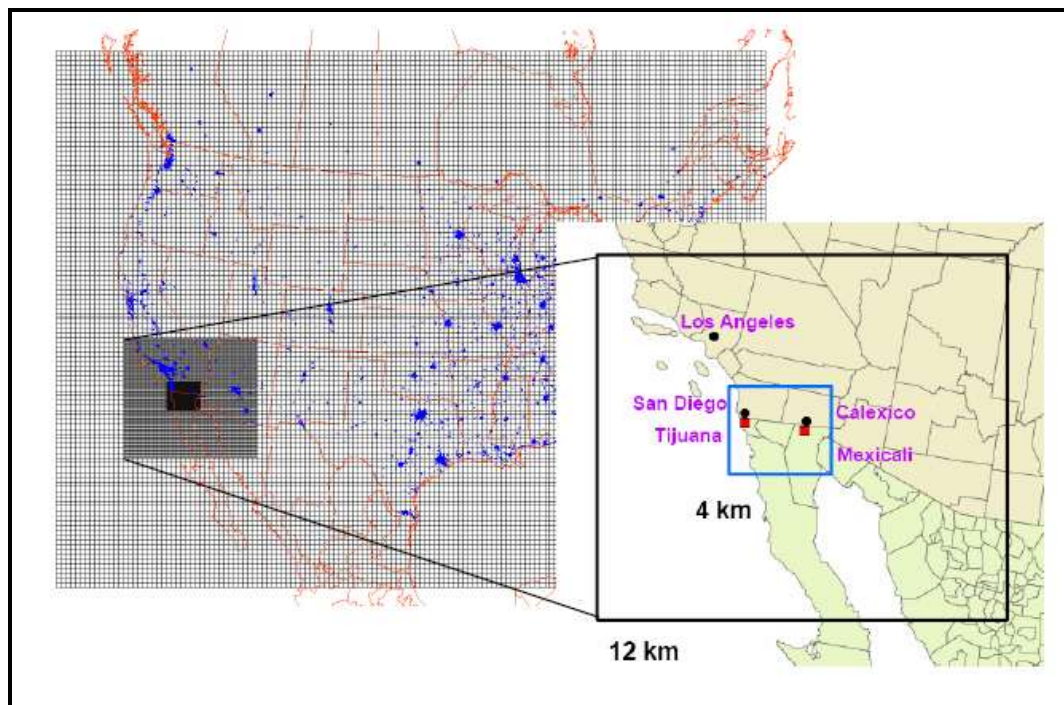 Los Angeles
San Diego
Calexico
Tijuana
Mexicali
4 km
12 km